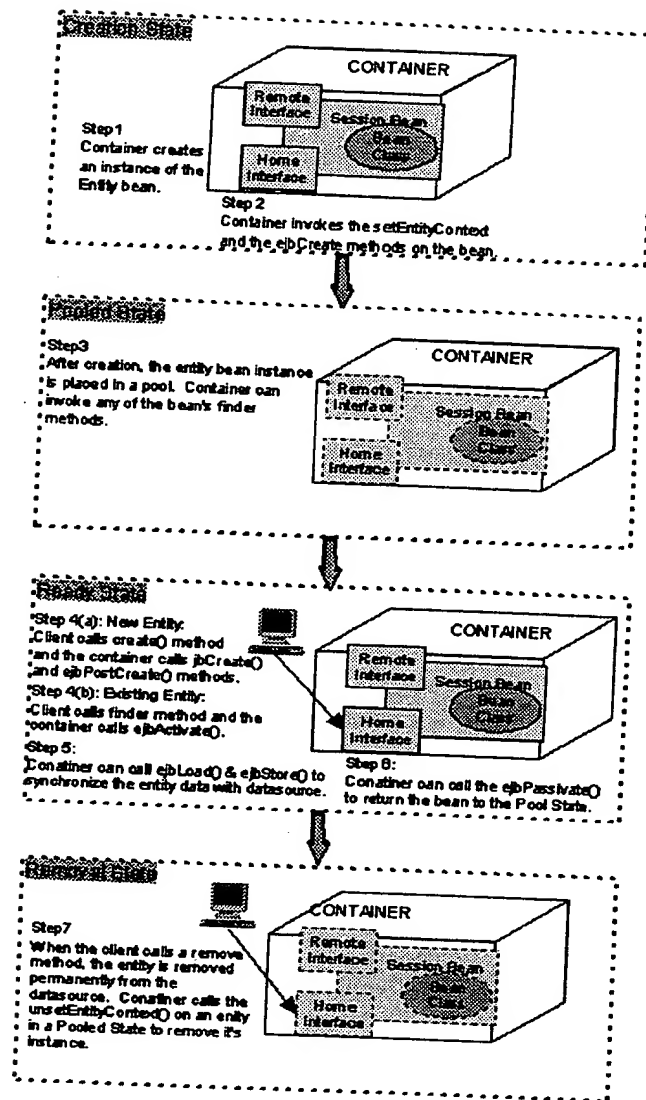 Creation State
CONTAINER
Remote
Interface
Session Bean
Bean
Class
Home
Interface
Step1
Container creates
an instance of the
Entity bean.
Step 2
Container invokes the setEntityContext
and the ejbCreate methods on the bean.
Pooled State
Step3
After creation, the entity bean instance
is placed in a pool. Container can
invoke any of the bean's finder
methods.
CONTAINER
Remote
Interface
Session Bean
Bean
Class
Home
Interface
Ready State
Step 4(a): New Entity:
Client calls create() method
and the container calls jbCreate()
and ejbPostCreate() methods.
Step 4(b): Existing Entity:
Client calls finder method and the
container calls ejbActivate().
Step 5:
Conatiner can call ejbLoad() & ejbStore() to
synchronize the entity data with datasource.
CONTAINER
Remote
Interface
Session Bean
Bean
Class
Home
Interface
Step 6:
Conatiner can call the ejbPassivate()
to return the bean to the Pool State.
Removal State
Step7
When the client calls a remove
method, the entity is removed
permanently from the
datasource. Conatiner calls the
unsetEntityContext() on an enity
in a Pooled State to remove it's
instance.
CONTAINER
Remote
Interface
Session Bean
Bean
Class
Home
Interface